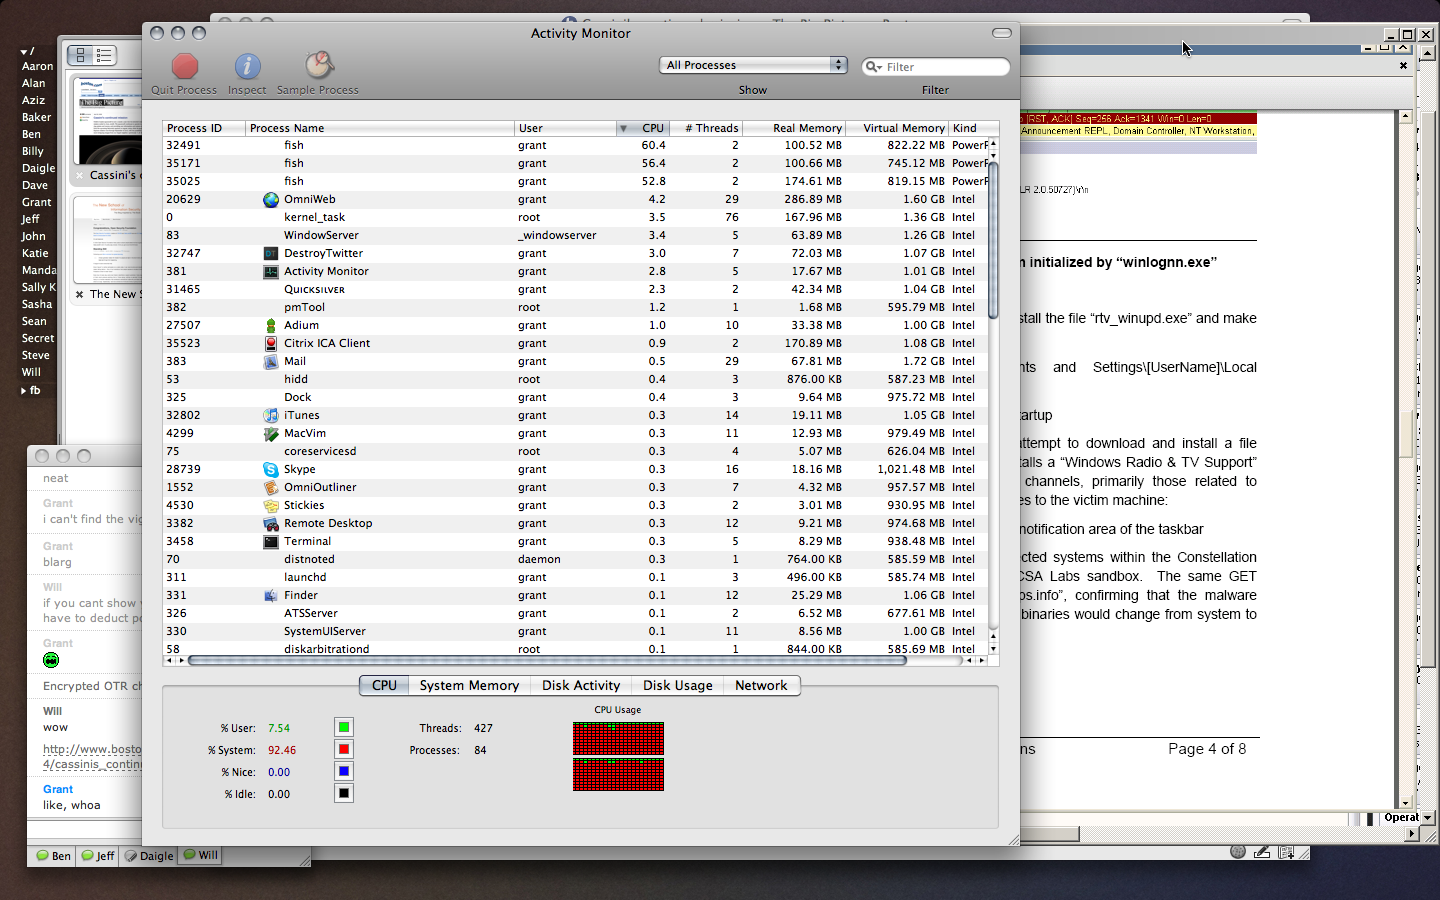 Activity Monitor
Quit Process Inspect Sample Process
All Processes
Filter
Show
Filter
Process ID Process Name User CPU # Threads Real Memory Virtual Memory Kind
32491 fish grant 60.4 2 100.52 MB 822.22 MB PowerP
35171 fish grant 56.4 2 100.66 MB 745.12 MB PowerP
35025 fish grant 52.8 2 174.61 MB 819.15 MB PowerP
20629 OmniWeb grant 4.2 29 286.89 MB 1.60 GB Intel
0 kernel_task root 3.5 76 167.96 MB 1.36 GB Intel
83 WindowServer _windowserver 3.4 5 63.89 MB 1.26 GB Intel
32747 DestroyTwitter grant 3.0 7 72.03 MB 1.07 GB Intel
381 Activity Monitor grant 2.8 5 17.67 MB 1.01 GB Intel
31465 Quicksilver grant 2.3 2 42.34 MB 1.04 GB Intel
382 pmTool root 1.2 1 1.68 MB 595.79 MB Intel
27507 Adium grant 1.0 10 33.38 MB 1.00 GB Intel
35523 Citrix ICA Client grant 0.9 2 170.89 MB 1.08 GB Intel
383 Mail grant 0.5 29 67.81 MB 1.72 GB Intel
53 hidd root 0.4 3 876.00 KB 587.23 MB Intel
325 Dock grant 0.4 3 9.64 MB 975.72 MB Intel
32802 iTunes grant 0.3 14 19.11 MB 1.05 GB Intel
4299 MacVim grant 0.3 11 12.93 MB 979.49 MB Intel
75 coreservicesd root 0.3 4 5.07 MB 626.04 MB Intel
28739 Skype grant 0.3 16 18.16 MB 1,021.48 MB Intel
1552 OmniOutliner grant 0.3 7 4.32 MB 957.57 MB Intel
4530 Stickies grant 0.3 2 3.01 MB 930.95 MB Intel
3382 Remote Desktop grant 0.3 12 9.21 MB 974.68 MB Intel
3458 Terminal grant 0.3 5 8.29 MB 938.48 MB Intel
70 distnoted daemon 0.3 1 764.00 KB 585.59 MB Intel
311 launchd grant 0.1 3 496.00 KB 585.74 MB Intel
331 Finder grant 0.1 12 25.29 MB 1.06 GB Intel
326 ATSServer grant 0.1 2 6.52 MB 677.61 MB Intel
330 SystemUIServer grant 0.1 11 8.56 MB 1.00 GB Intel
58 diskarbitrationd root 0.1 1 844.00 KB 585.69 MB Intel
CPU System Memory Disk Activity Disk Usage Network
CPU Usage
% User: 7.54 Threads: 427
% System: 92.46 Processes: 84
% Nice: 0.00
% Idle: 0.00
/
Aaron
Alan
Aziz
Baker
Ben
Billy
Daigle
Dave
Grant
Jeff
John
Katie
Manda
Sally K
Sasha
Sean
Secret
Steve
Will
fb
Cassini's
The New S
neat
Grant
i can't find the vig
Grant
blarg
Will
if you cant show
have to deduct p
Grant
Encrypted OTR ch
Will
wow
http://www.bosto
4/cassinis_contin
Grant
like, whoa
Ben Jeff Daigle Will
[RST, ACK] Seq=256 Ack=1341 Win=0 Len=0
Announcement REPL, Domain Controller, NT Workstation,
LR 2.0.50727)\r\n
n initialized by “winlognn.exe”
stall the file “rtv_winupd.exe” and make
nts and Settings\[UserName]\Local
tartup
attempt to download and install a file
talls a “Windows Radio & TV Support”
channels, primarily those related to
es to the victim machine:
notification area of the taskbar
cted systems within the Constellation
CSA Labs sandbox. The same GET
os.info”, confirming that the malware
binaries would change from system to
ns Page 4 of 8
Operat